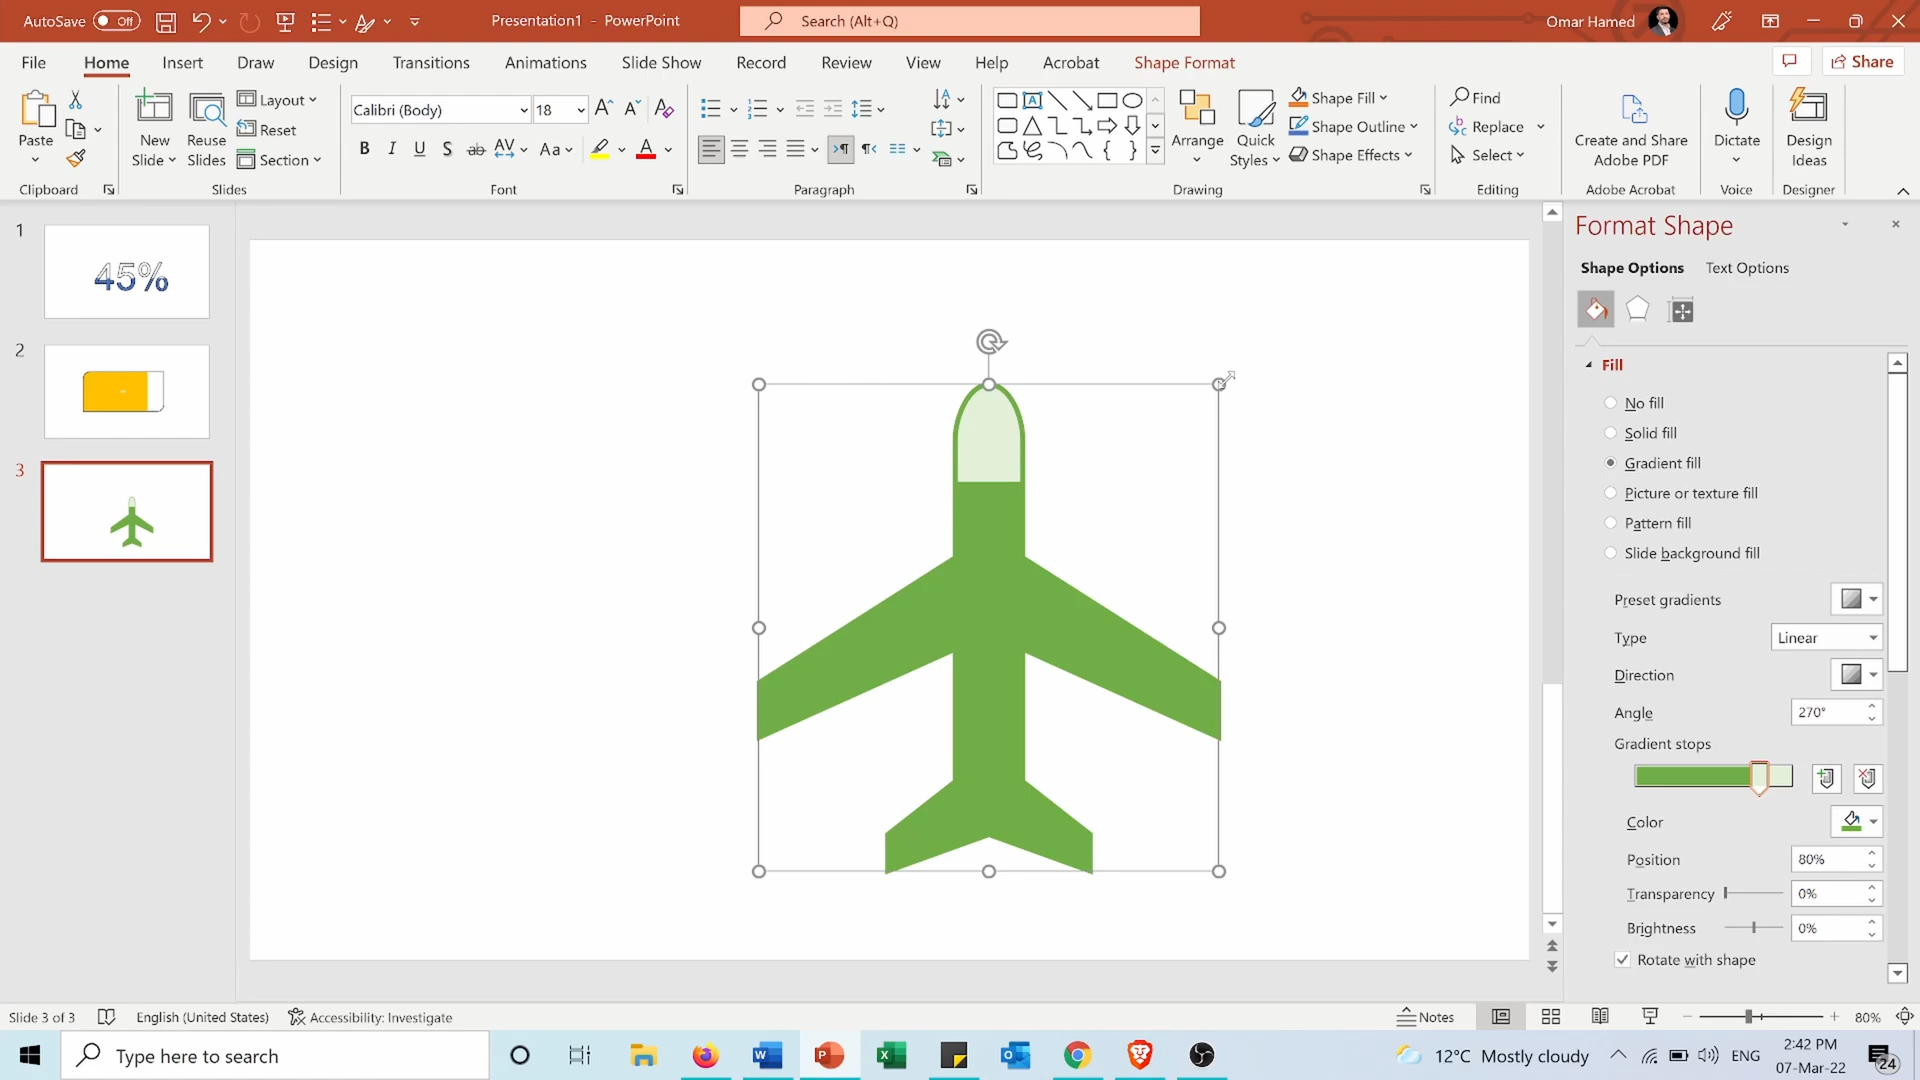 AutoSave Off Presentation1 - PowerPoint Search (Alt+Q) Omar Hamed
File Home Insert Draw Design Transitions Animations Slide Show Record Review View Help Acrobat Shape Format Share
Paste
Clipboard
New Slide
Reuse Slides
Layout
Reset
Section
Slides
Calibri (Body) 18
B I U S ab AV Aa A
Font
Paragraph
Arrange
Quick Styles
Shape Fill
Shape Outline
Shape Effects
Drawing
Find
Replace
Select
Editing
Create and Share Adobe PDF
Adobe Acrobat
Dictate
Voice
Design Ideas
Designer
1
45%
2
3
Format Shape
Shape Options Text Options
Fill
No fill
Solid fill
Gradient fill
Picture or texture fill
Pattern fill
Slide background fill
Preset gradients
Type Linear
Direction
Angle 270°
Gradient stops
Color
Position 80%
Transparency 0%
Brightness 0%
Rotate with shape
Slide 3 of 3 English (United States) Accessibility: Investigate Notes 80%
Type here to search 12°C Mostly cloudy ENG 2:42 PM
07-Mar-22 24